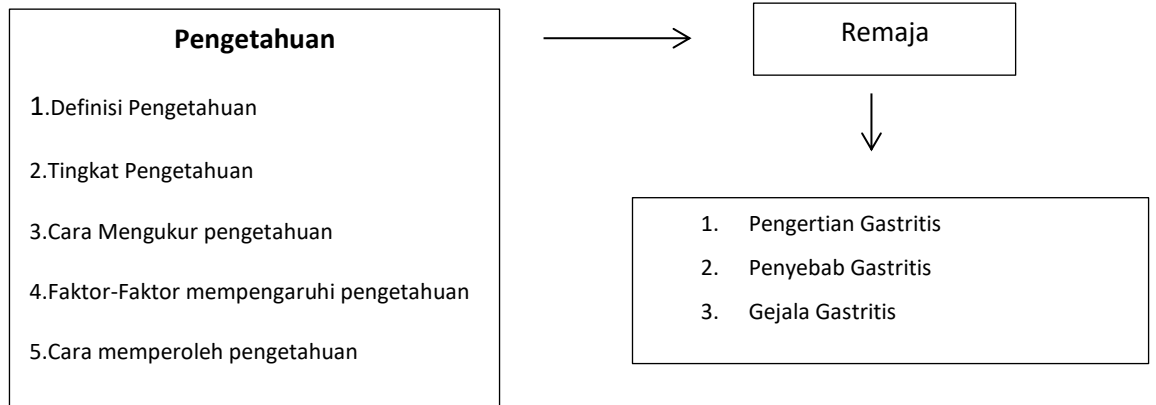 Pengetahuan
1.Definisi Pengetahuan
2.Tingkat Pengetahuan
3.Cara Mengukur pengetahuan
4.Faktor-Faktor mempengaruhi pengetahuan
5.Cara memperoleh pengetahuan
Remaja
1. Pengertian Gastritis
2. Penyebab Gastritis
3. Gejala Gastritis